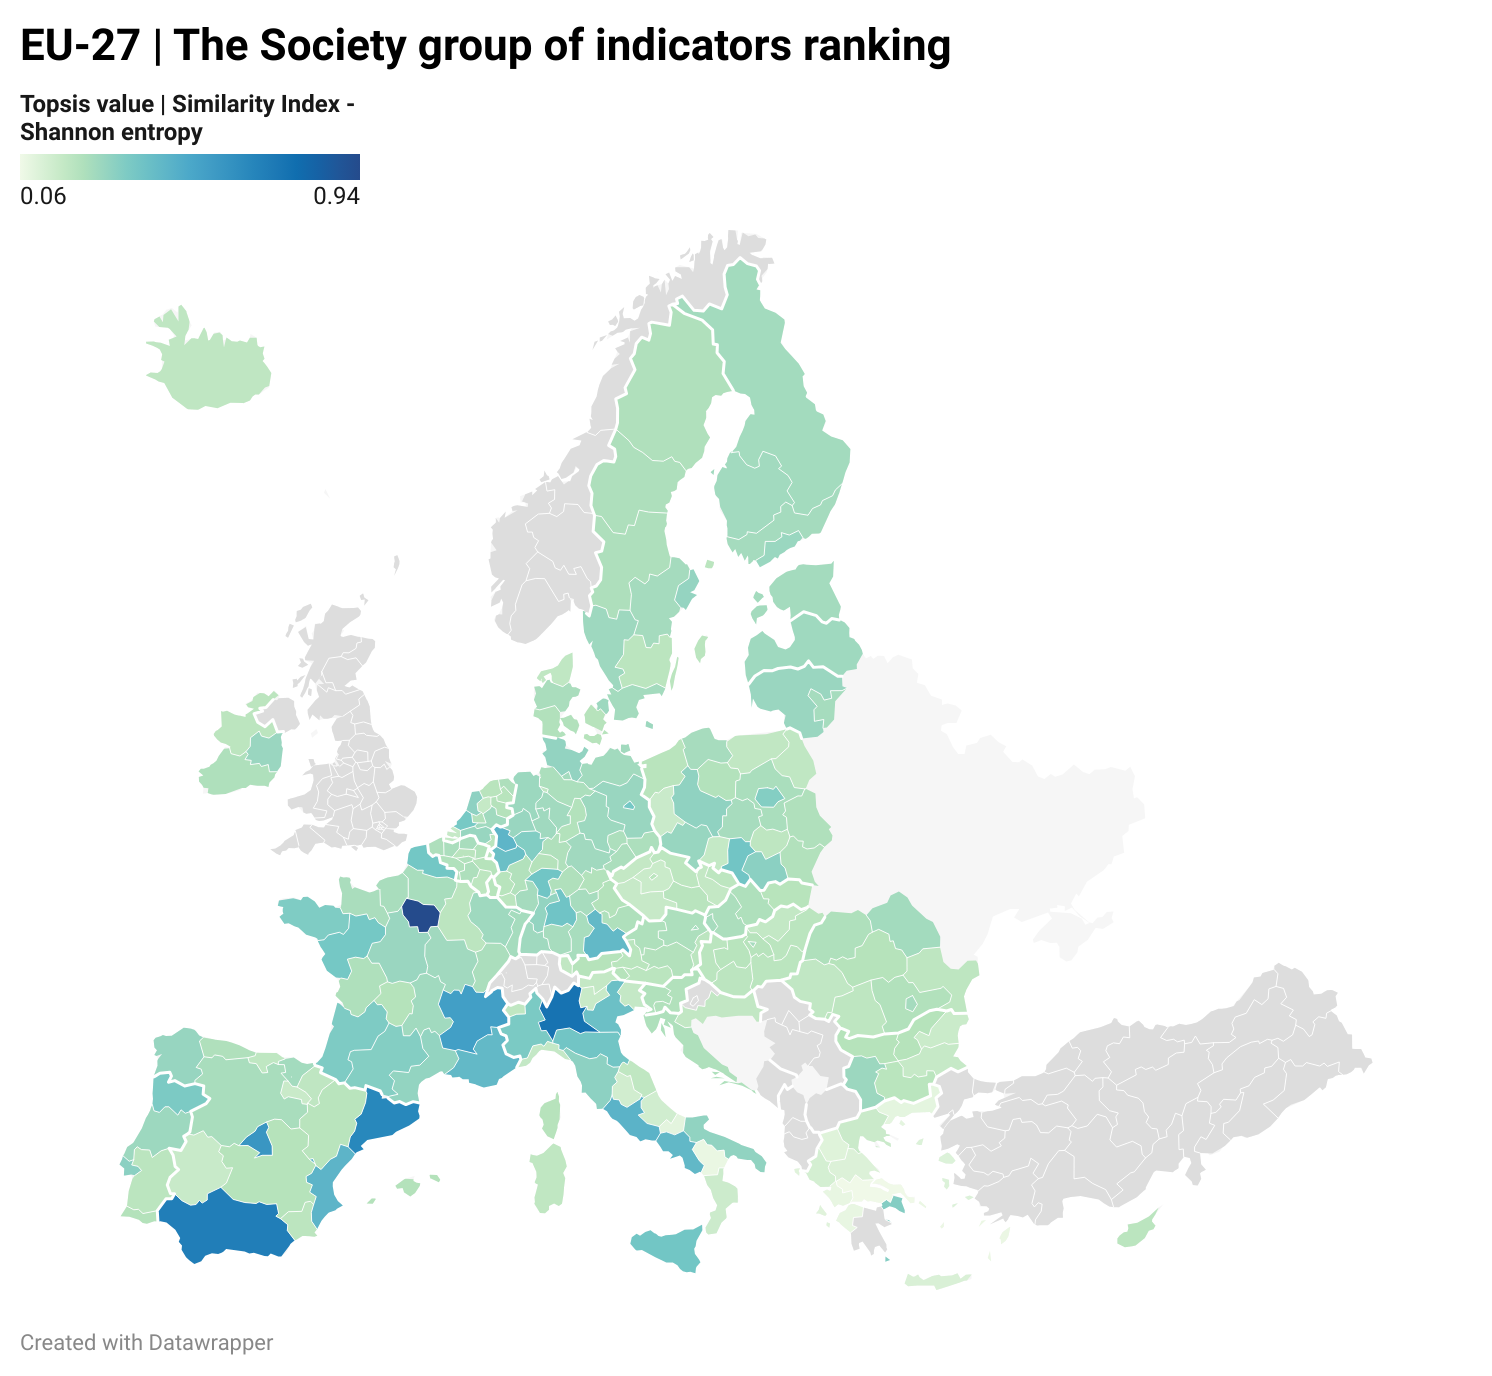 EU-27 | The Society group of indicators ranking
Topsis value | Similarity Index -
Shannon entropy
0.06 0.94
Created with Datawrapper